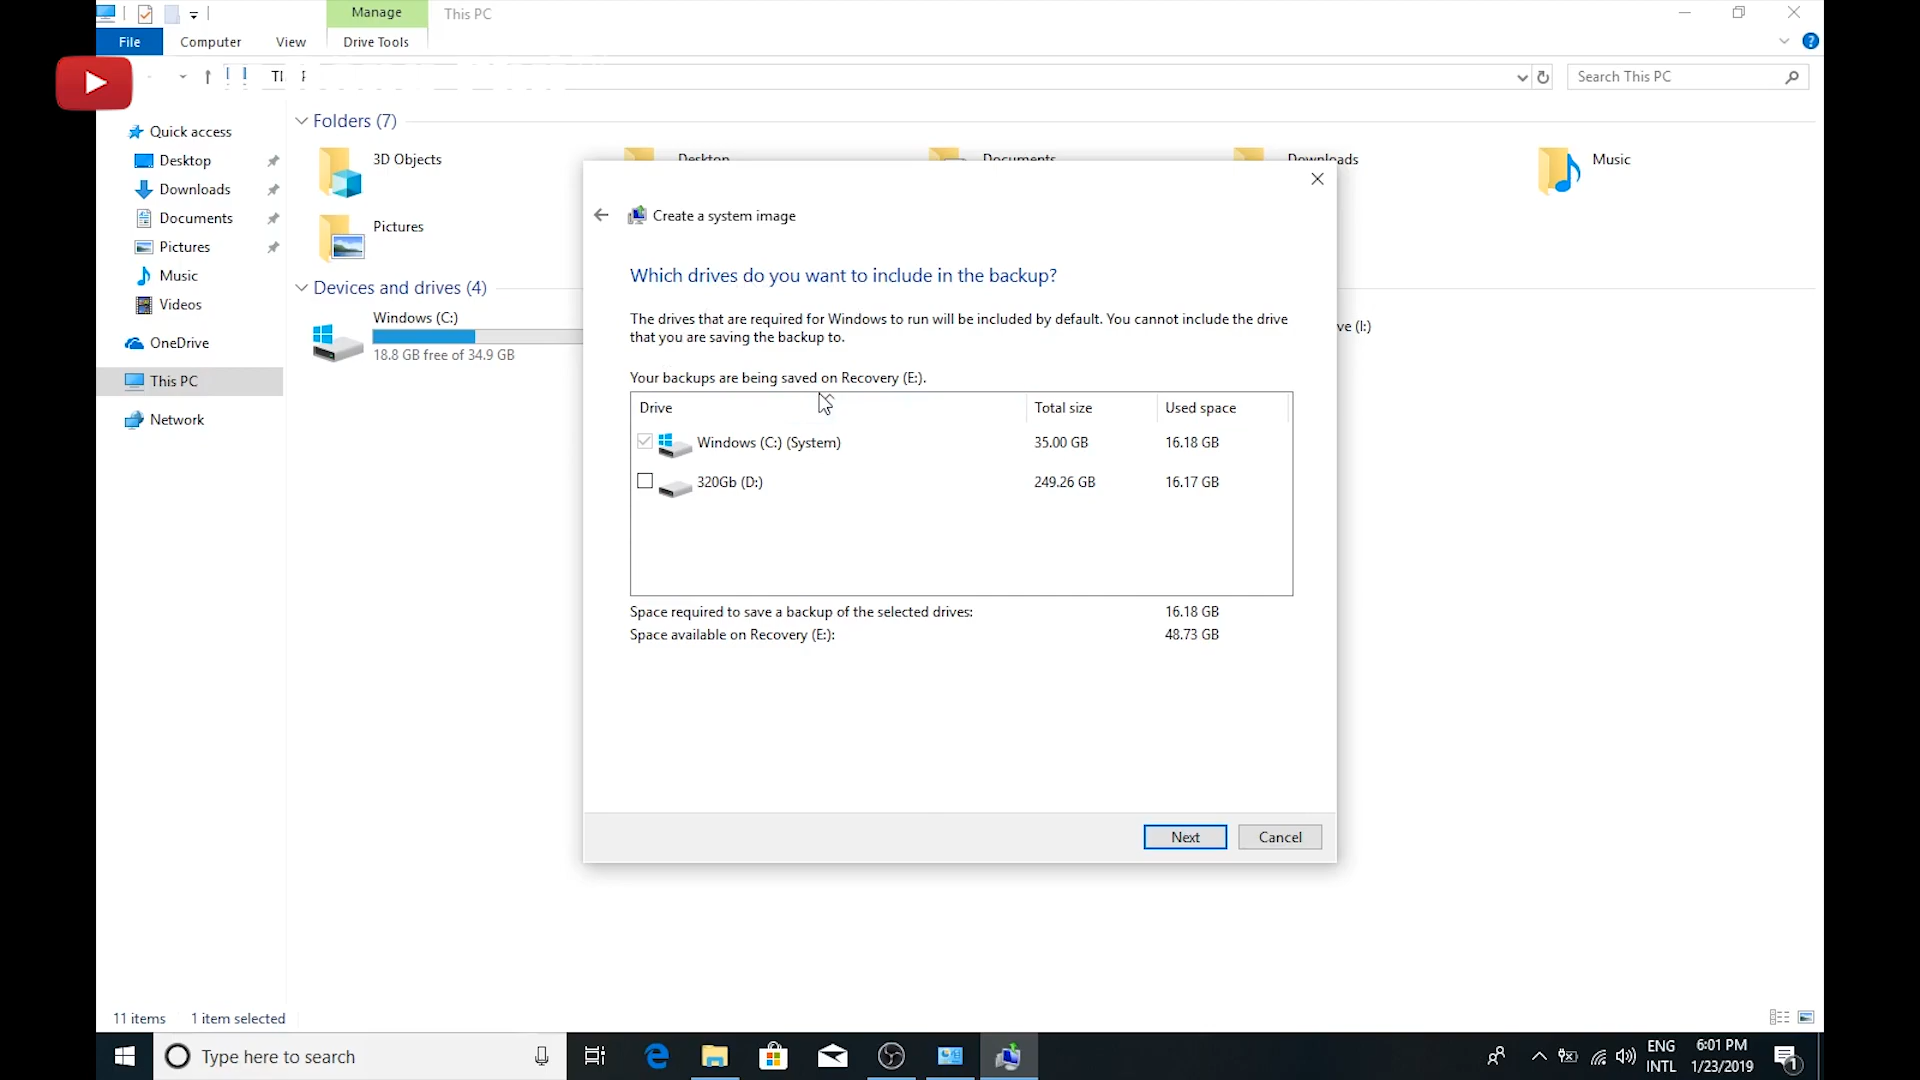 Manage
This PC
File
Computer
View
Drive Tools
Search This PC
Quick access
Desktop
Downloads
Documents
Pictures
Music
Videos
OneDrive
This PC
Network
Folders (7)
3D Objects
Desktop
Documents
Downloads
Music
Pictures
Devices and drives (4)
Windows (C:)
18.8 GB free of 34.9 GB
ve (I:)
Create a system image
Which drives do you want to include in the backup?
The drives that are required for Windows to run will be included by default. You cannot include the drive
that you are saving the backup to.
Your backups are being saved on Recovery (E:).
Drive Total size Used space
Windows (C:) (System) 35.00 GB 16.18 GB
320Gb (D:) 249.26 GB 16.17 GB
Space required to save a backup of the selected drives: 16.18 GB
Space available on Recovery (E:): 48.73 GB
Next
Cancel
11 items
1 item selected
Type here to search
ENG
INTL
6:01 PM
1/23/2019
1